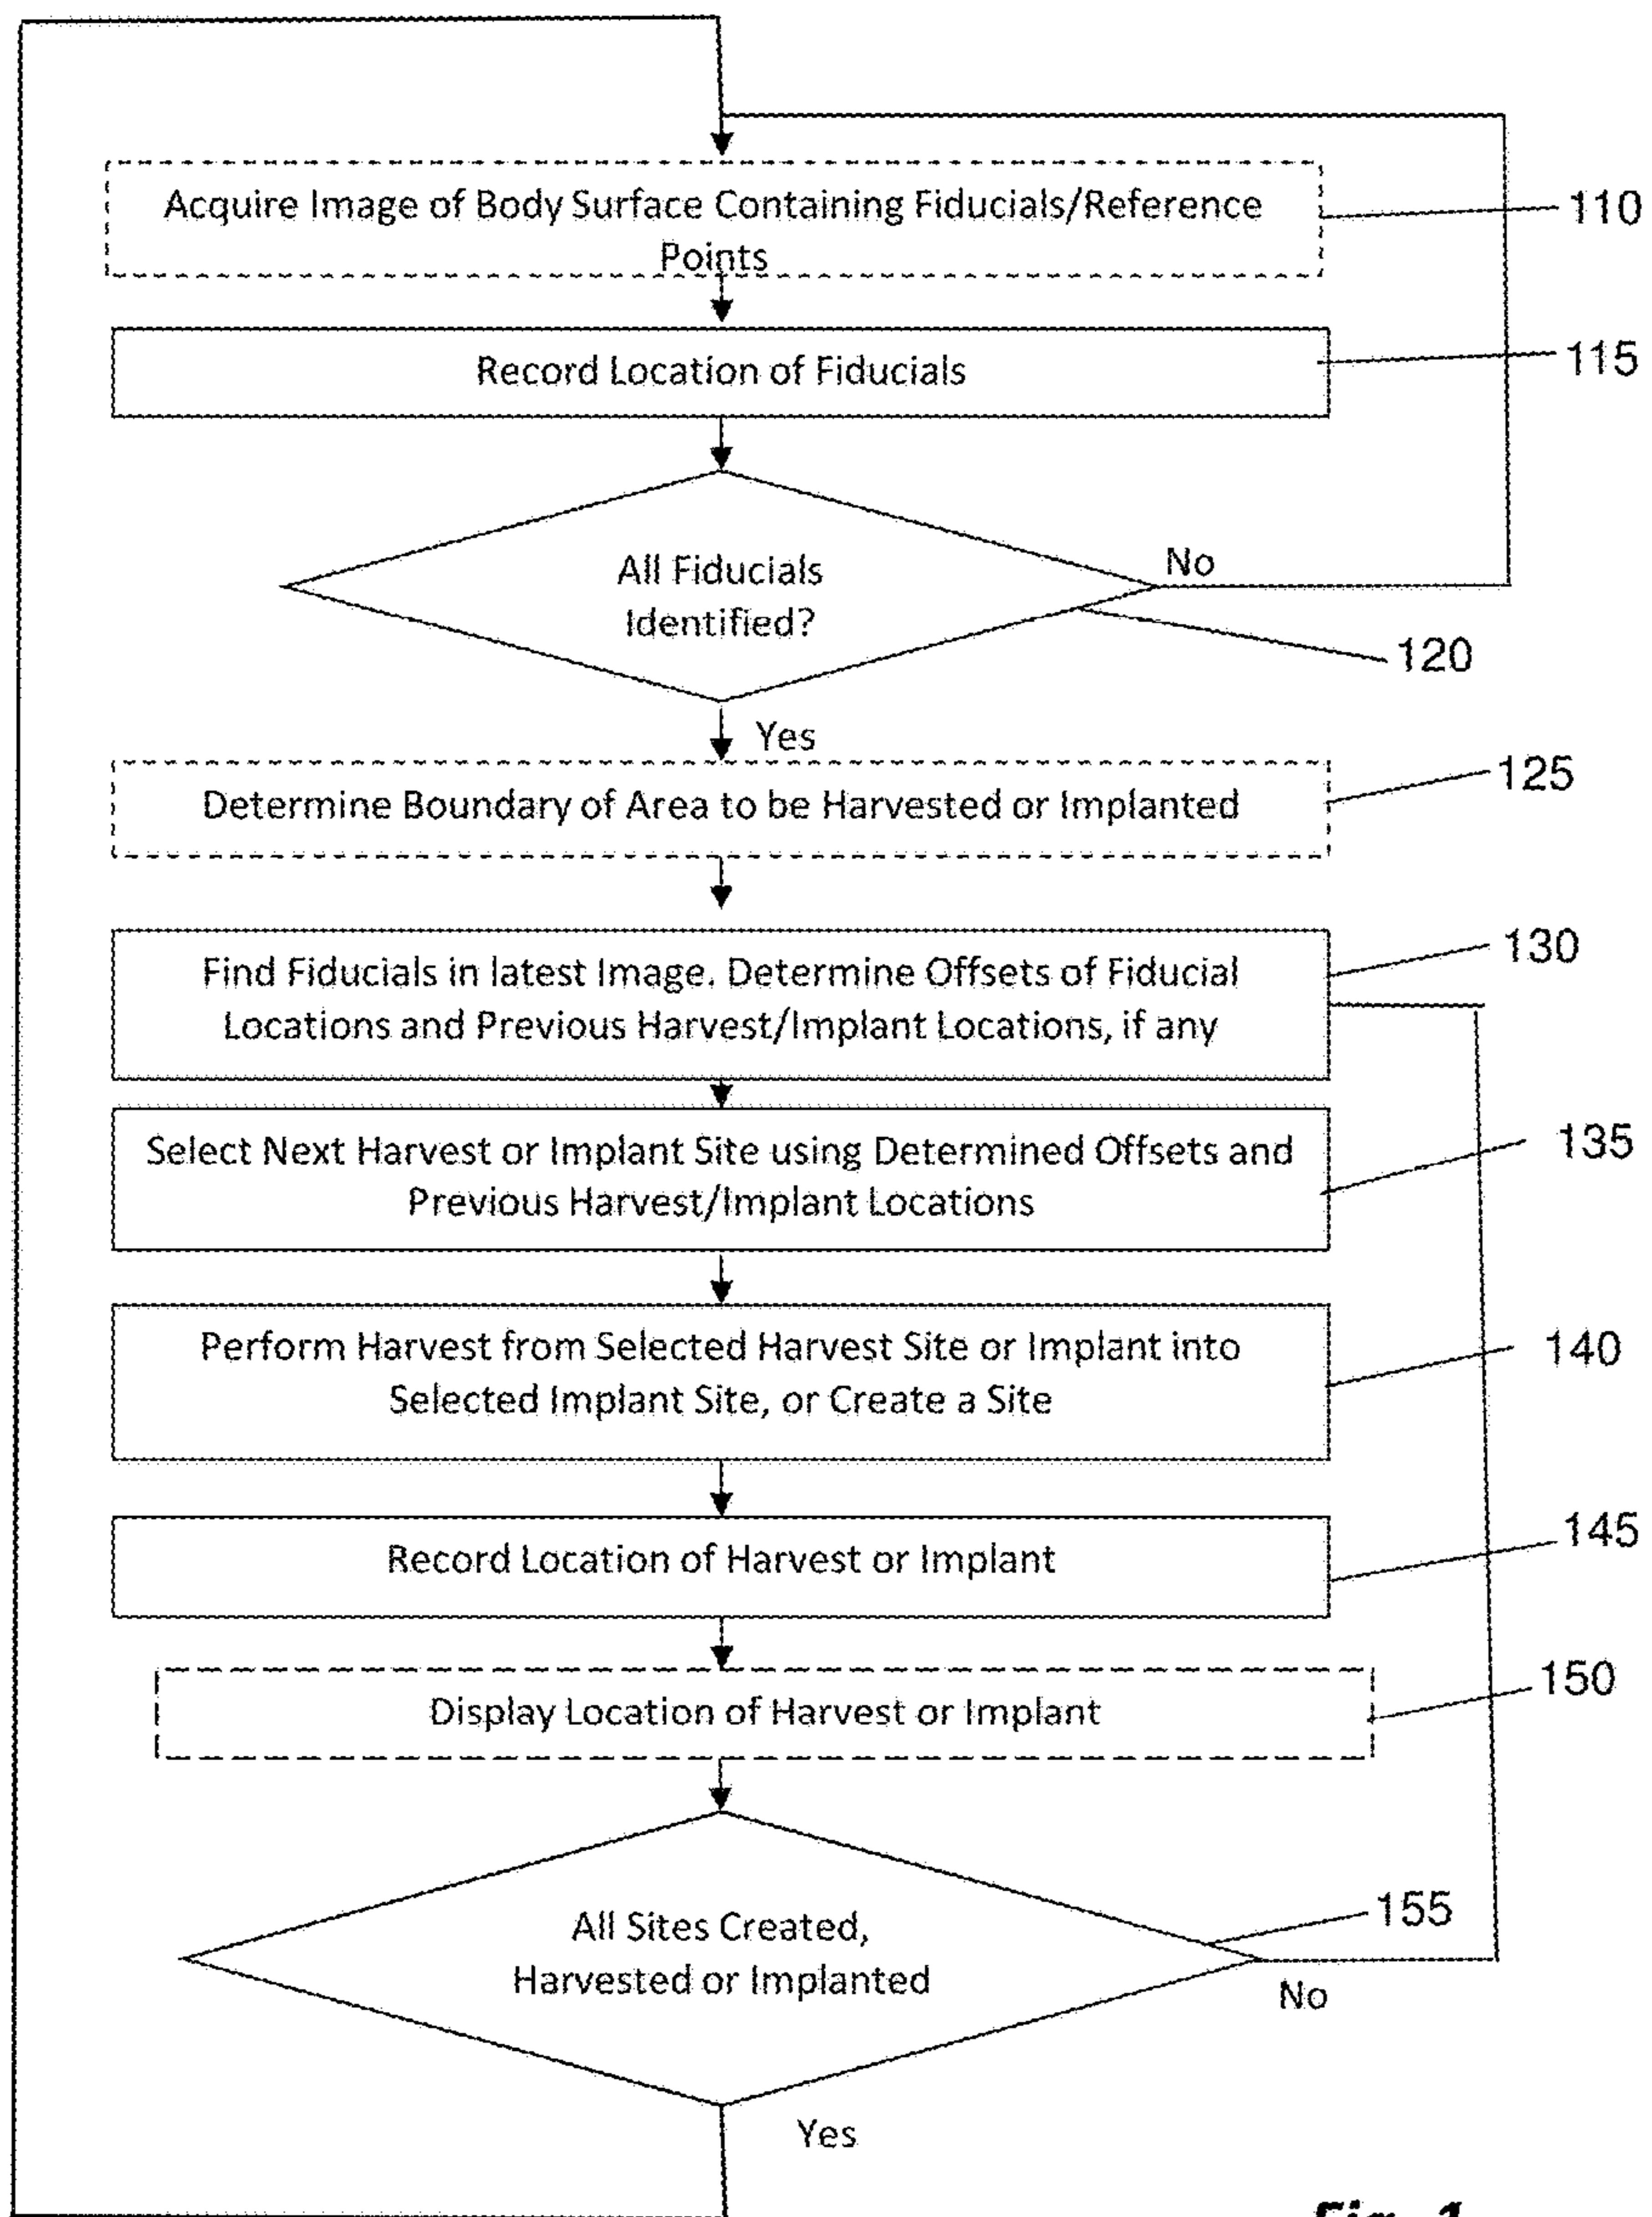 Acquire Image of Body Surface Containing Fiducials/Reference
Points
110
Record Location of Fiducials
115
All Fiducials
Identified?
No
120
Yes
Determine Boundary of Area to be Harvested or Implanted
125
Find Fiducials in latest Image. Determine Offsets of Fiducial
Locations and Previous Harvest/Implant Locations, if any
130
Select Next Harvest or Implant Site using Determined Offsets and
Previous Harvest/Implant Locations
135
Perform Harvest from Selected Harvest Site or Implant into
Selected Implant Site, or Create a Site
140
Record Location of Harvest or Implant
145
Display Location of Harvest or Implant
150
All Sites Created,
Harvested or Implanted
155
No
Yes
Fig. 1